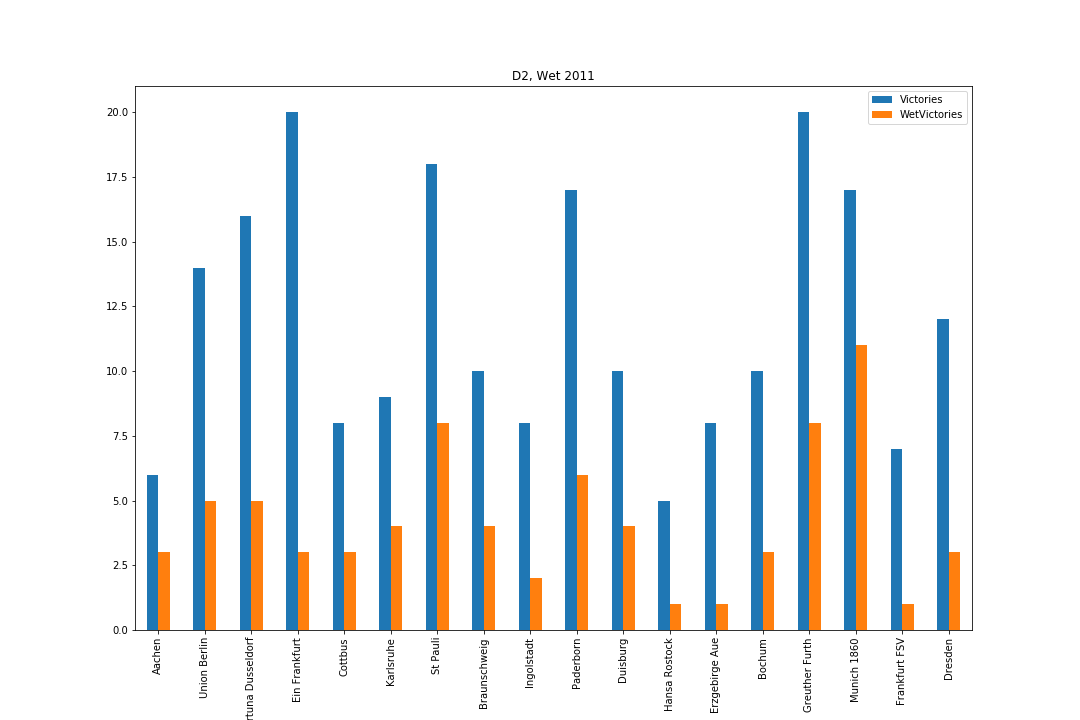 D2, Wet 2011
Victories
WetVictories
20.0
17.5
15.0
12.5
10.0
7.5
5.0
2.5
0.0
Aachen
Union Berlin
rtuna Dusseldorf
Ein Frankfurt
Cottbus
Karlsruhe
St Pauli
Braunschweig
Ingolstadt
Paderborn
Duisburg
Hansa Rostock
Erzgebirge Aue
Bochum
Greuther Furth
Munich 1860
Frankfurt FSV
Dresden